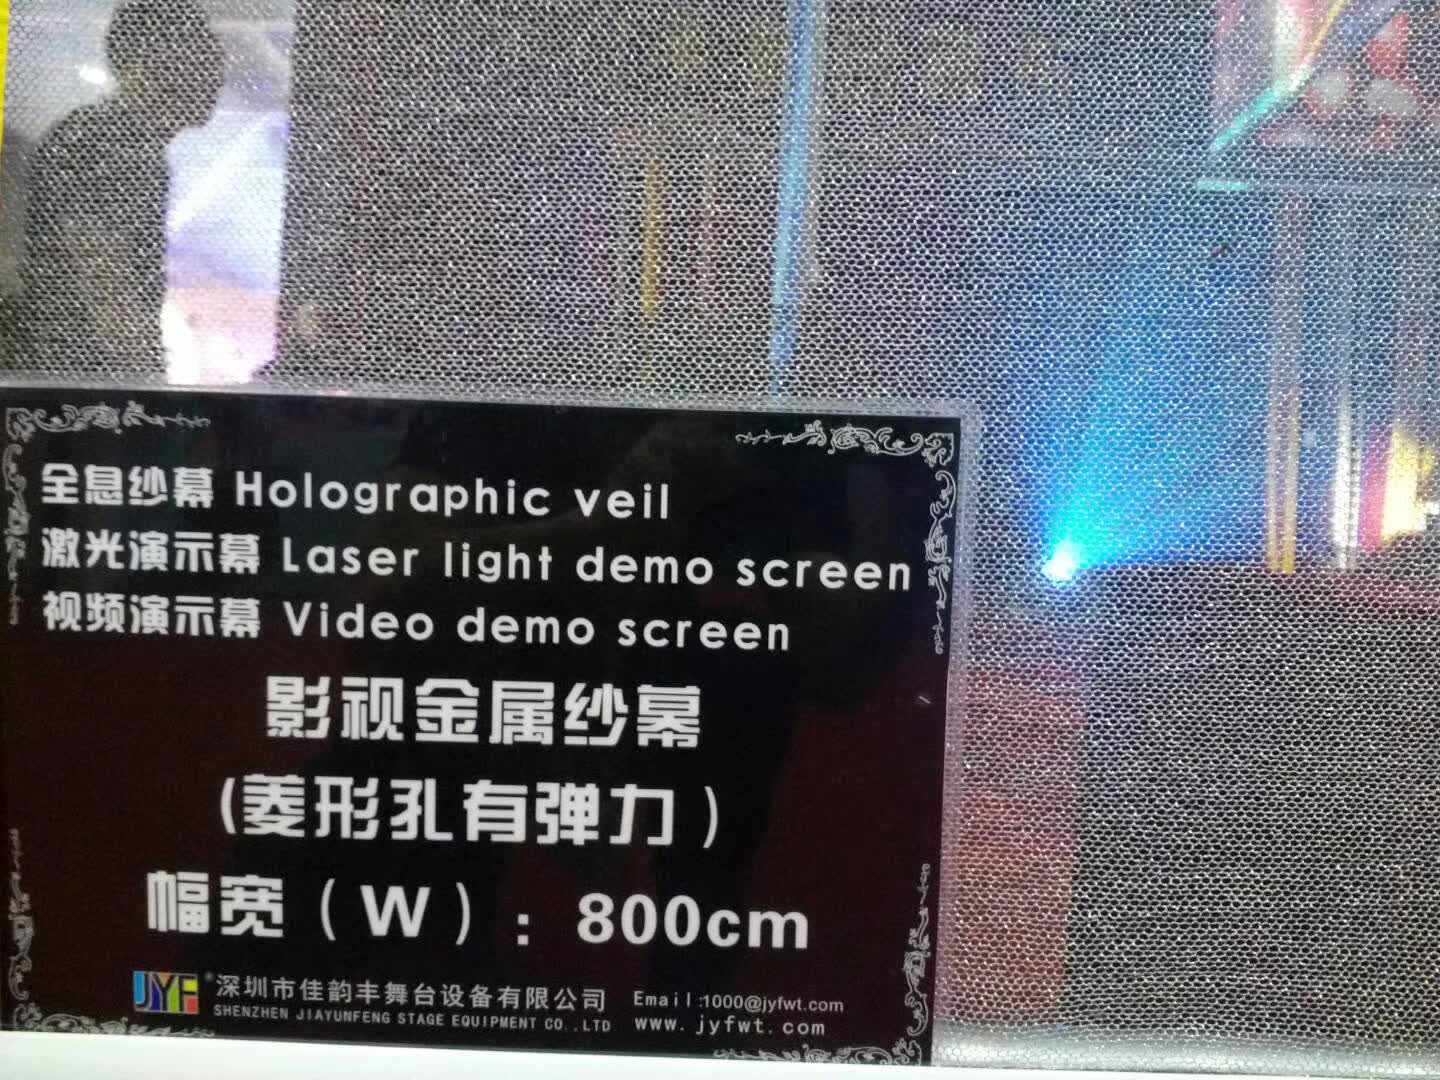 全息纱幕 Holographic veil
激光演示幕 Laser light demo screen
视频演示幕 Video demo screen
影视金属纱幕
(菱形孔有弹力)
幅宽(W): 800cm
JYF® 深圳市佳韵丰舞台设备有限公司 Email:1000@jyfwt.com
SHENZHEN JIAYUNFENG STAGE EQUIPMENT CO.,LTD www.jyfwt.com